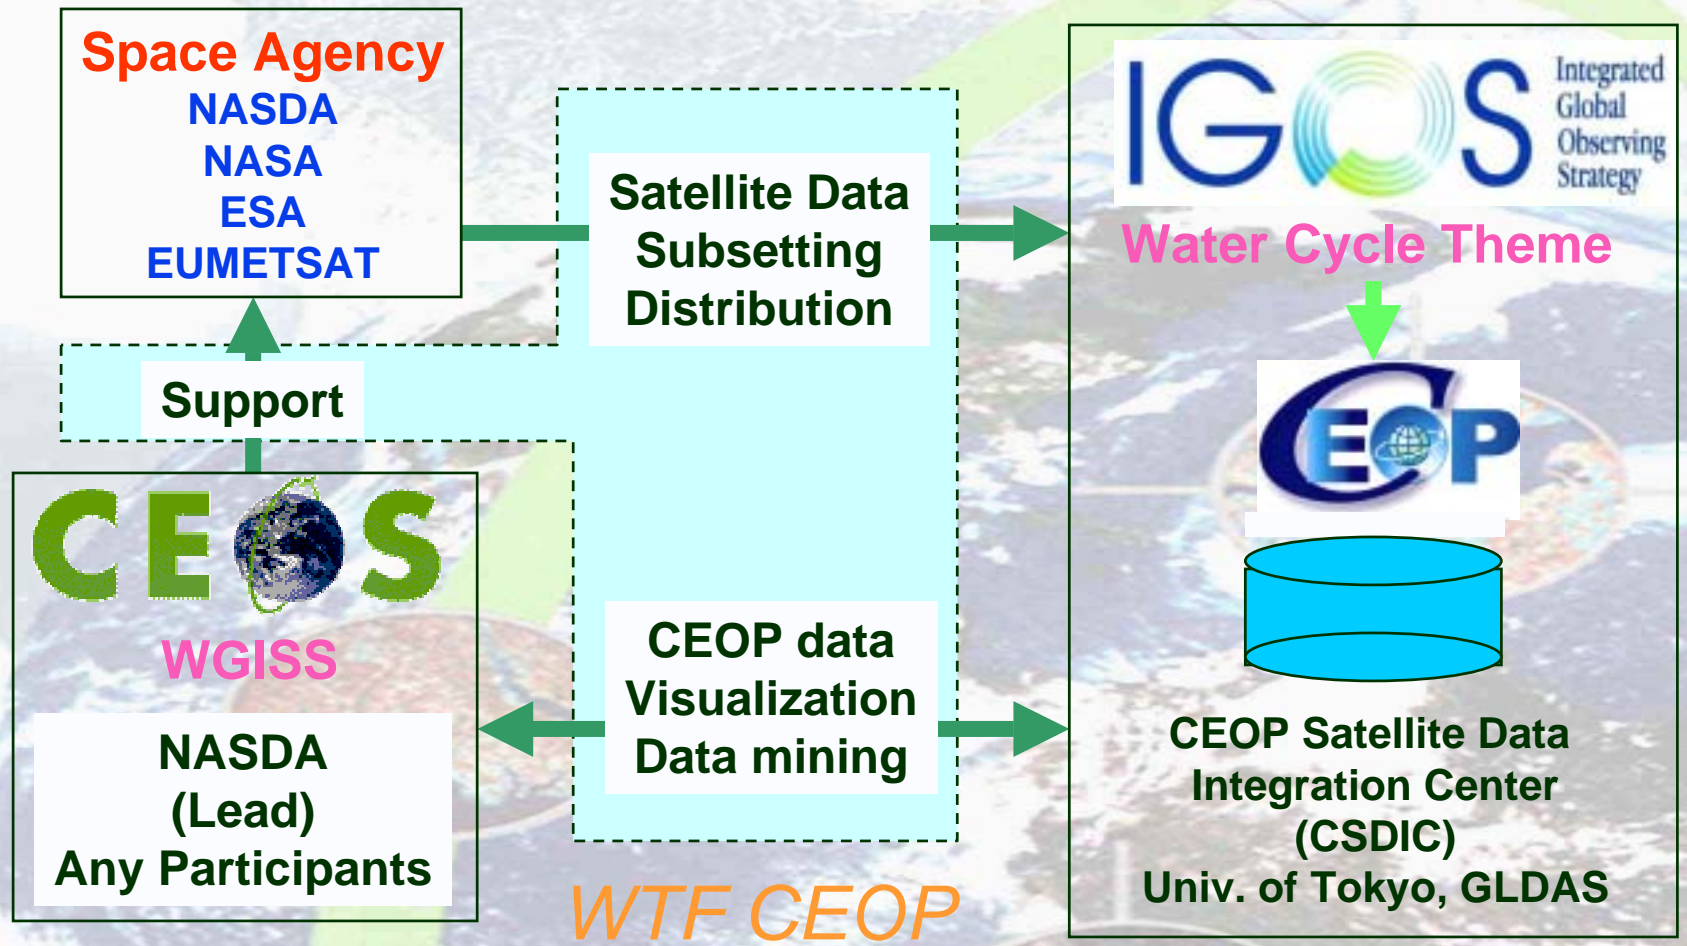 Space Agency
NASDA
NASA
ESA
EUMETSAT
Satellite Data
Subsetting
Distribution
IGOS
Integrated
Global
Observing
Strategy
Water Cycle Theme
Support
CEOP
CEOS
WGISS
NASDA
(Lead)
Any Participants
CEOP data
Visualization
Data mining
CEOP Satellite Data
Integration Center
(CSDIC)
Univ. of Tokyo, GLDAS
WTF CEOP